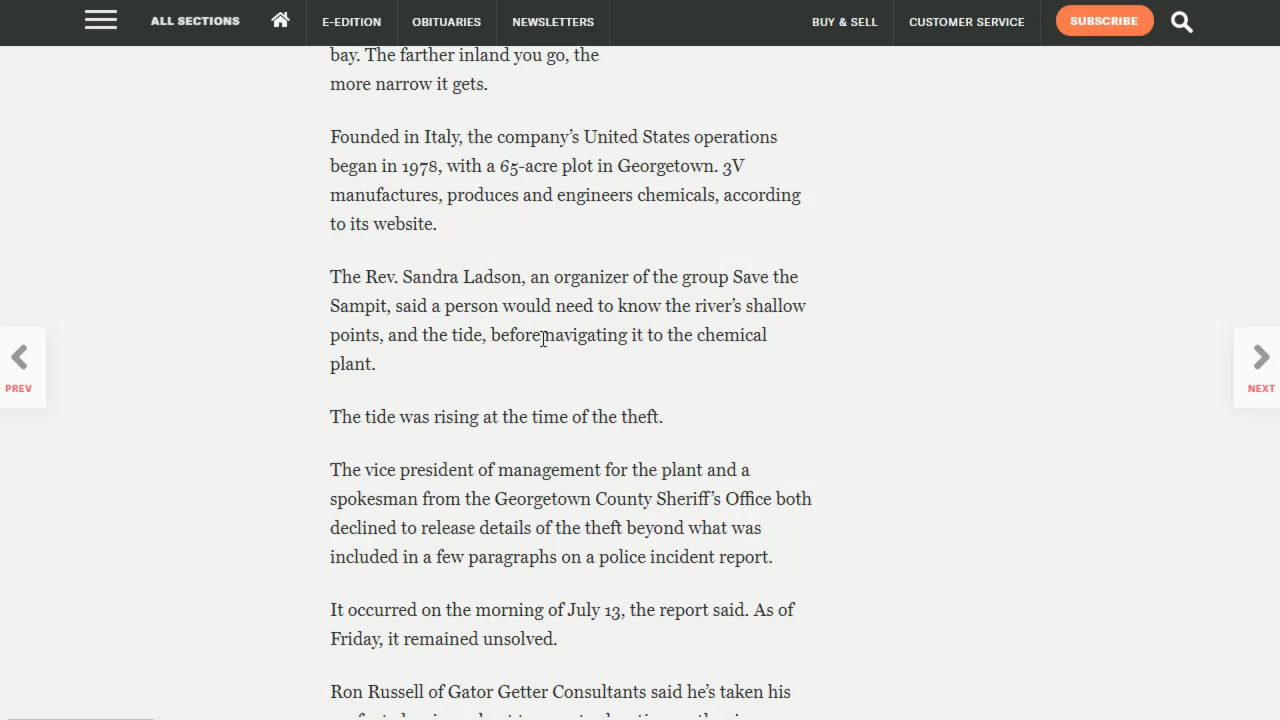 ALL SECTIONS E-EDITION OBITUARIES NEWSLETTERS BUY & SELL CUSTOMER SERVICE SUBSCRIBE
bay. The farther inland you go, the
more narrow it gets.
Founded in Italy, the company’s United States operations
began in 1978, with a 65-acre plot in Georgetown. 3V
manufactures, produces and engineers chemicals, according
to its website.
The Rev. Sandra Ladson, an organizer of the group Save the
Sampit, said a person would need to know the river’s shallow
points, and the tide, before navigating it to the chemical
plant.
PREV
NEXT
The tide was rising at the time of the theft.
The vice president of management for the plant and a
spokesman from the Georgetown County Sheriff’s Office both
declined to release details of the theft beyond what was
included in a few paragraphs on a police incident report.
It occurred on the morning of July 13, the report said. As of
Friday, it remained unsolved.
Ron Russell of Gator Getter Consultants said he’s taken his